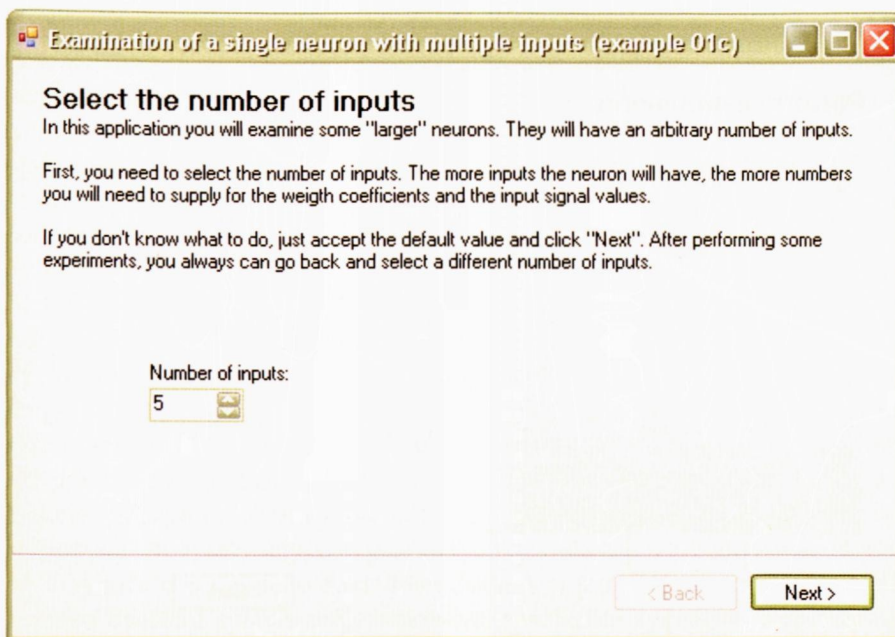 Examination of a single neuron with multiple inputs (example 01c)
Select the number of inputs
In this application you will examine some "larger" neurons. They will have an arbitrary number of inputs.
First, you need to select the number of inputs. The more inputs the neuron will have, the more numbers
you will need to supply for the weigth coefficients and the input signal values.
If you don't know what to do, just accept the default value and click "Next". After performing some
experiments, you always can go back and select a different number of inputs.
Number of inputs:
5
< Back
Next >